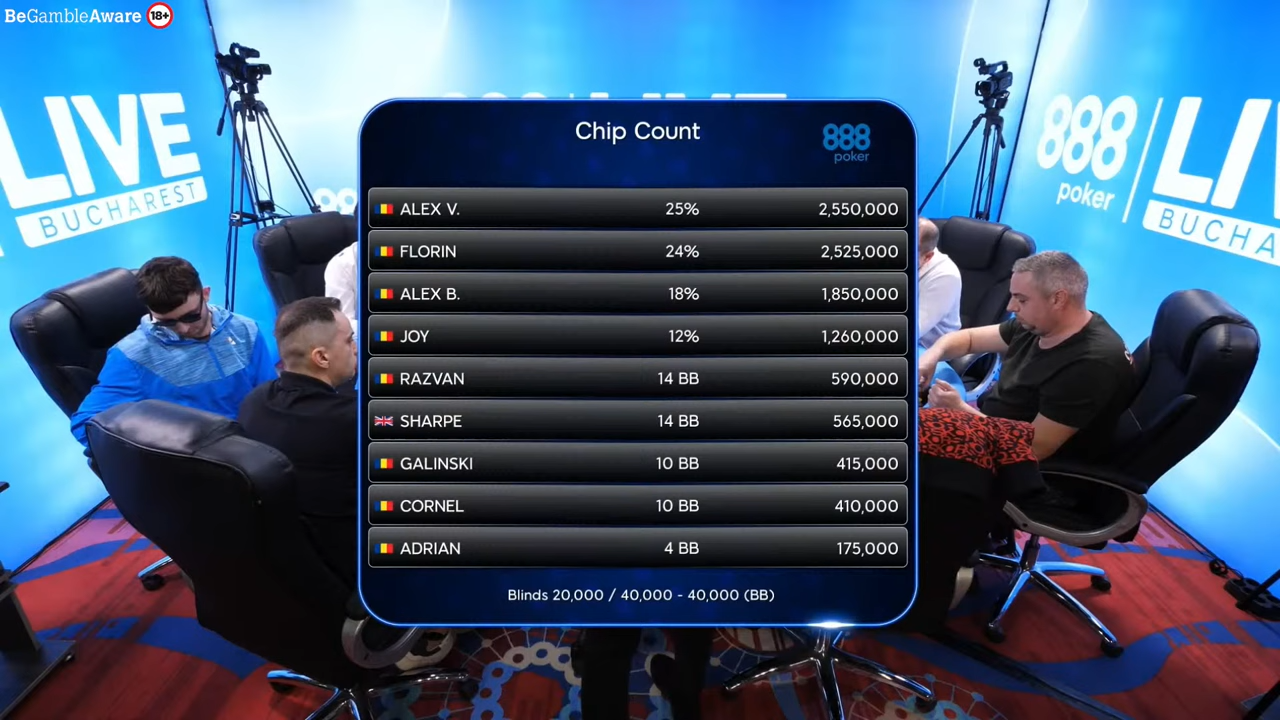 BeGambleAware 18+
LIVE
BUCHAREST
888
poker
LI
BUCHA
Chip Count
888
poker
ALEX V. 25% 2,550,000
FLORIN 24% 2,525,000
ALEX B. 18% 1,850,000
JOY 12% 1,260,000
RAZVAN 14 BB 590,000
SHARPE 14 BB 565,000
GALINSKI 10 BB 415,000
CORNEL 10 BB 410,000
ADRIAN 4 BB 175,000
Blinds 20,000 / 40,000 - 40,000 (BB)